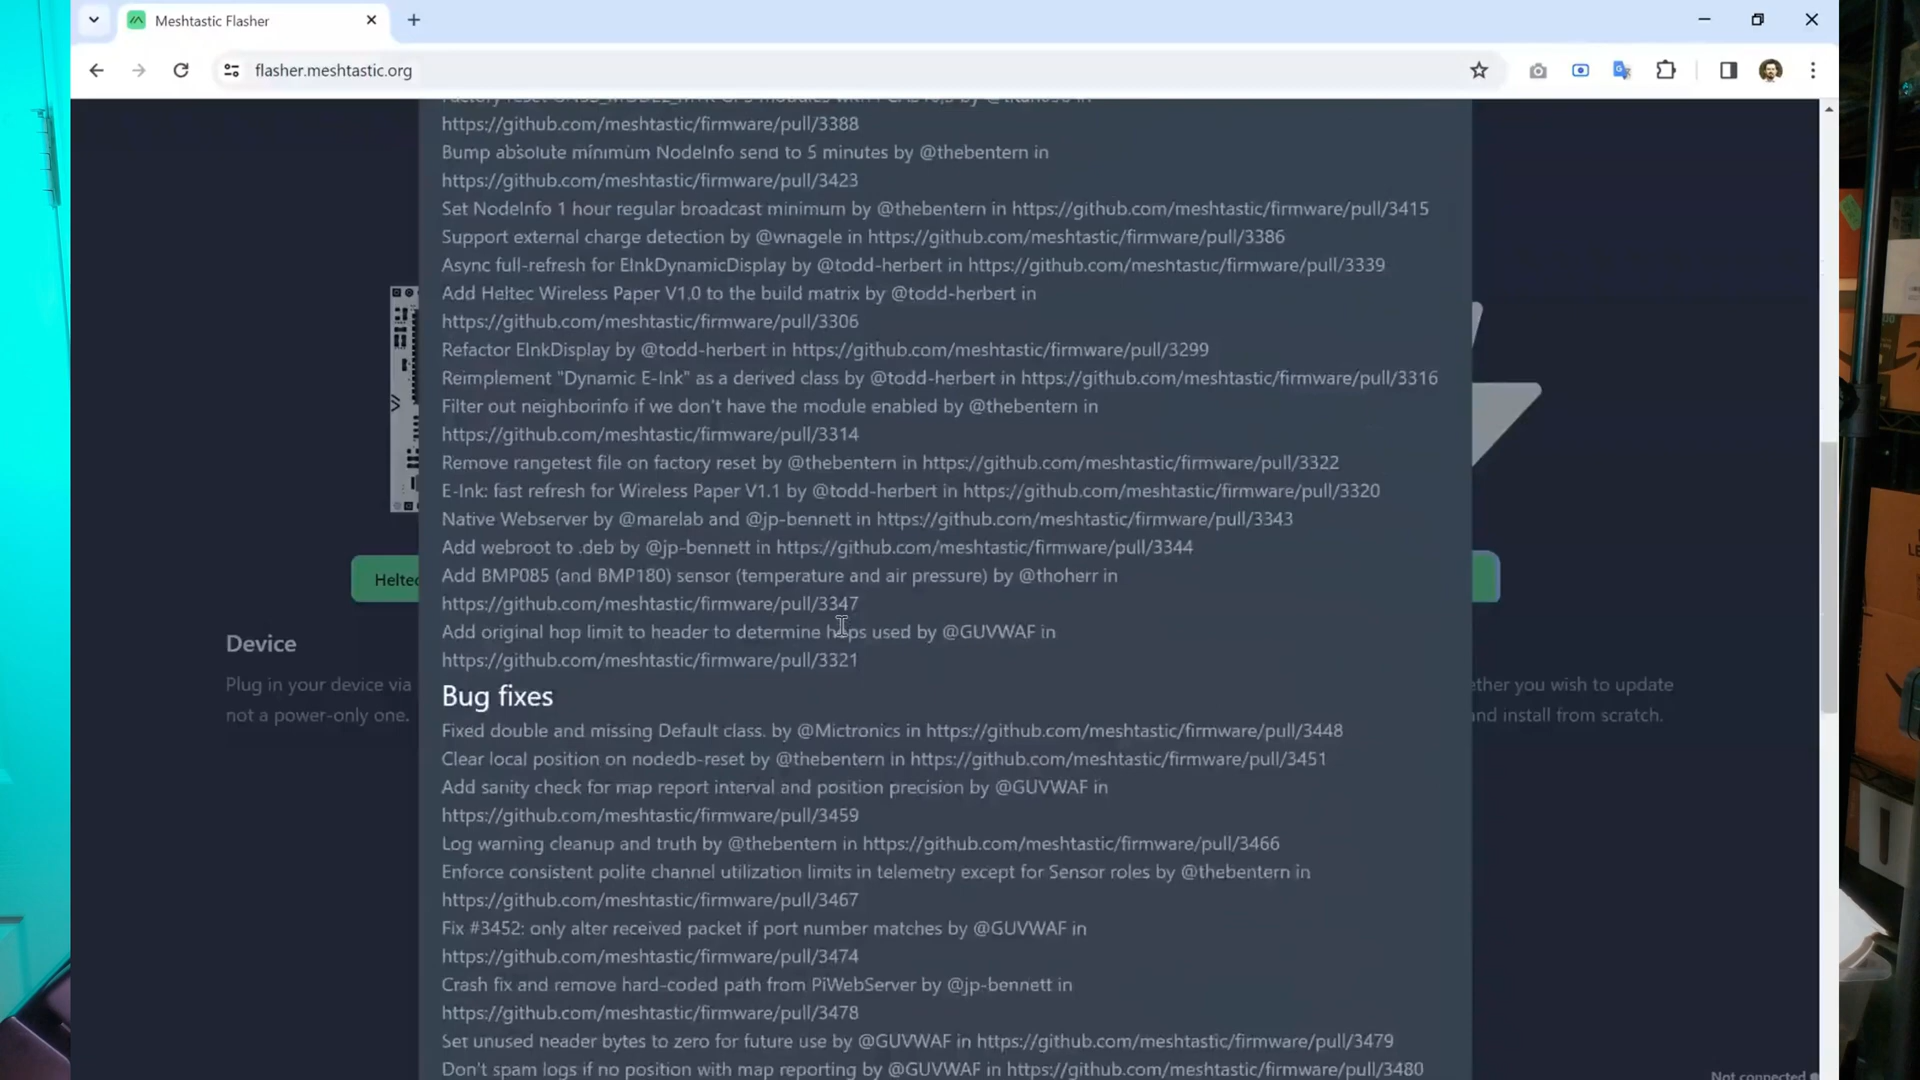 Meshtastic Flasher
flasher.meshtastic.org
https://github.com/meshtastic/firmware/pull/3388
Bump absolute minimum NodeInfo send to 5 minutes by @thebentern in
https://github.com/meshtastic/firmware/pull/3423
Set NodeInfo 1 hour regular broadcast minimum by @thebentern in https://github.com/meshtastic/firmware/pull/3415
Support external charge detection by @wnagele in https://github.com/meshtastic/firmware/pull/3386
Async full-refresh for EInkDynamicDisplay by @todd-herbert in https://github.com/meshtastic/firmware/pull/3339
Add Heltec Wireless Paper V1.0 to the build matrix by @todd-herbert in
https://github.com/meshtastic/firmware/pull/3306
Refactor EInkDisplay by @todd-herbert in https://github.com/meshtastic/firmware/pull/3299
Reimplement "Dynamic E-Ink" as a derived class by @todd-herbert in https://github.com/meshtastic/firmware/pull/3316
Filter out neighborinfo if we don't have the module enabled by @thebentern in
https://github.com/meshtastic/firmware/pull/3314
Remove rangetest file on factory reset by @thebentern in https://github.com/meshtastic/firmware/pull/3322
E-Ink: fast refresh for Wireless Paper V1.1 by @todd-herbert in https://github.com/meshtastic/firmware/pull/3320
Native Webserver by @marelab and @jp-bennett in https://github.com/meshtastic/firmware/pull/3343
Add webroot to .deb by @jp-bennett in https://github.com/meshtastic/firmware/pull/3344
Add BMP085 (and BMP180) sensor (temperature and air pressure) by @thoherr in
https://github.com/meshtastic/firmware/pull/3347
Add original hop limit to header to determine hops used by @GUVWAF in
https://github.com/meshtastic/firmware/pull/3321
Bug fixes
Fixed double and missing Default class. by @Mictronics in https://github.com/meshtastic/firmware/pull/3448
Clear local position on nodedb-reset by @thebentern in https://github.com/meshtastic/firmware/pull/3451
Add sanity check for map report interval and position precision by @GUVWAF in
https://github.com/meshtastic/firmware/pull/3459
Log warning cleanup and truth by @thebentern in https://github.com/meshtastic/firmware/pull/3466
Enforce consistent polite channel utilization limits in telemetry except for Sensor roles by @thebentern in
https://github.com/meshtastic/firmware/pull/3467
Fix #3452: only alter received packet if port number matches by @GUVWAF in
https://github.com/meshtastic/firmware/pull/3474
Crash fix and remove hard-coded path from PiWebServer by @jp-bennett in
https://github.com/meshtastic/firmware/pull/3478
Set unused header bytes to zero for future use by @GUVWAF in https://github.com/meshtastic/firmware/pull/3479
Don't spam logs if no position with map reporting by @GUVWAF in https://github.com/meshtastic/firmware/pull/3480
Heltec
Device
Plug in your device via
not a power-only one.
ether you wish to update
and install from scratch.
Not connected